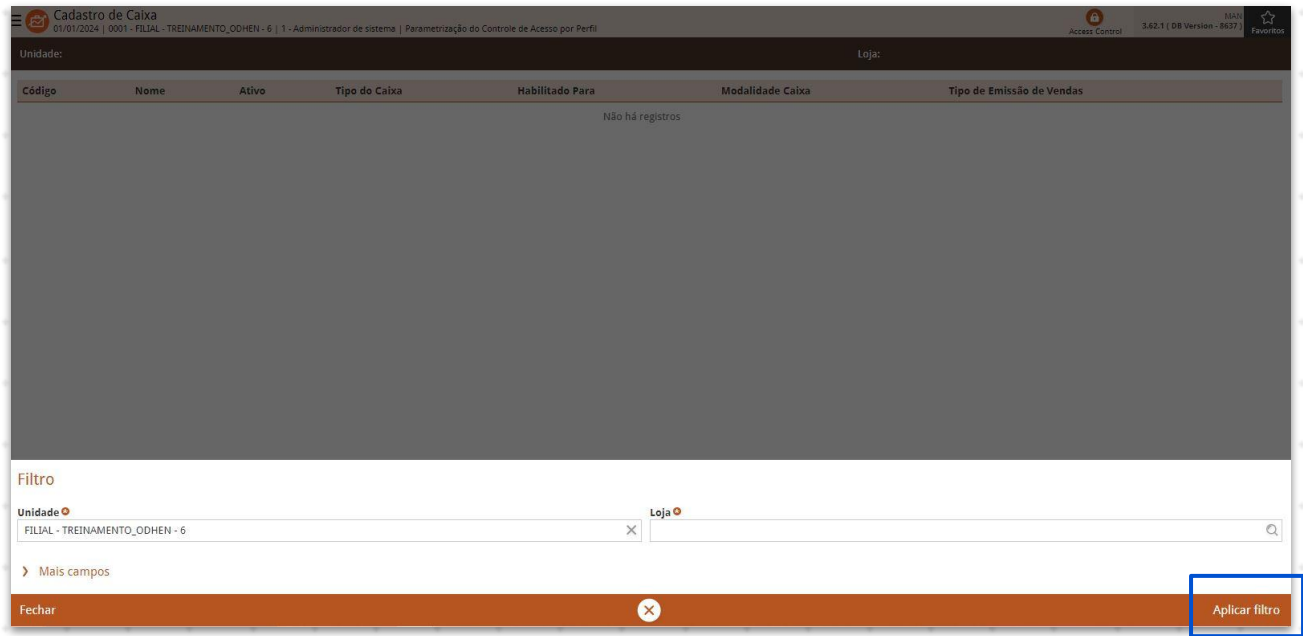 Cadastro de Caixa
01/01/2024 | 0001 - FILIAL - TREINAMENTO_ODHEN - 6 | 1 - Administrador de sistema | Parametrização do Controle de Acesso por Perfil
Access Control
MAN
3.62.1 ( DB Version - 8637 )
Favoritos
Unidade: Loja:
Código Nome Ativo Tipo do Caixa Habilitado Para Modalidade Caixa Tipo de Emissão de Vendas
Não há registros
Filtro
Unidade Loja
FILIAL - TREINAMENTO_ODHEN - 6
Mais campos
Fechar Aplicar filtro